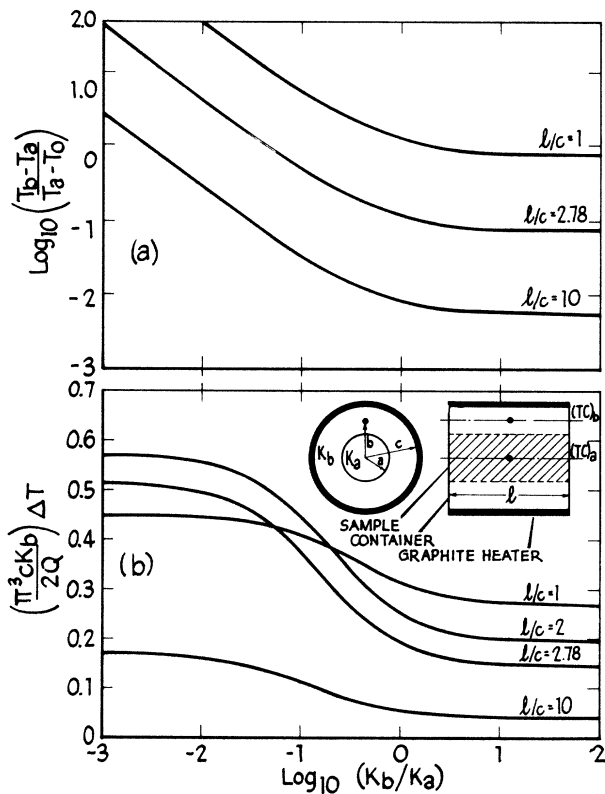 2.0
1.0
0
-1
-2
-3
Log10 (Tb-Ta / Ta-To)
(a)
l/c=1
l/c=2.78
l/c=10
0.7
0.6
0.5
0.4
0.3
0.2
0.1
0
(π³cKb / 2Q) ΔT
(b)
Kb
Ka
b
a
c
(TC)b
(TC)a
l
SAMPLE
CONTAINER
GRAPHITE HEATER
l/c=1
l/c=2
l/c=2.78
l/c=10
-3 -2 -1 0 1 2
Log10 (Kb/Ka)